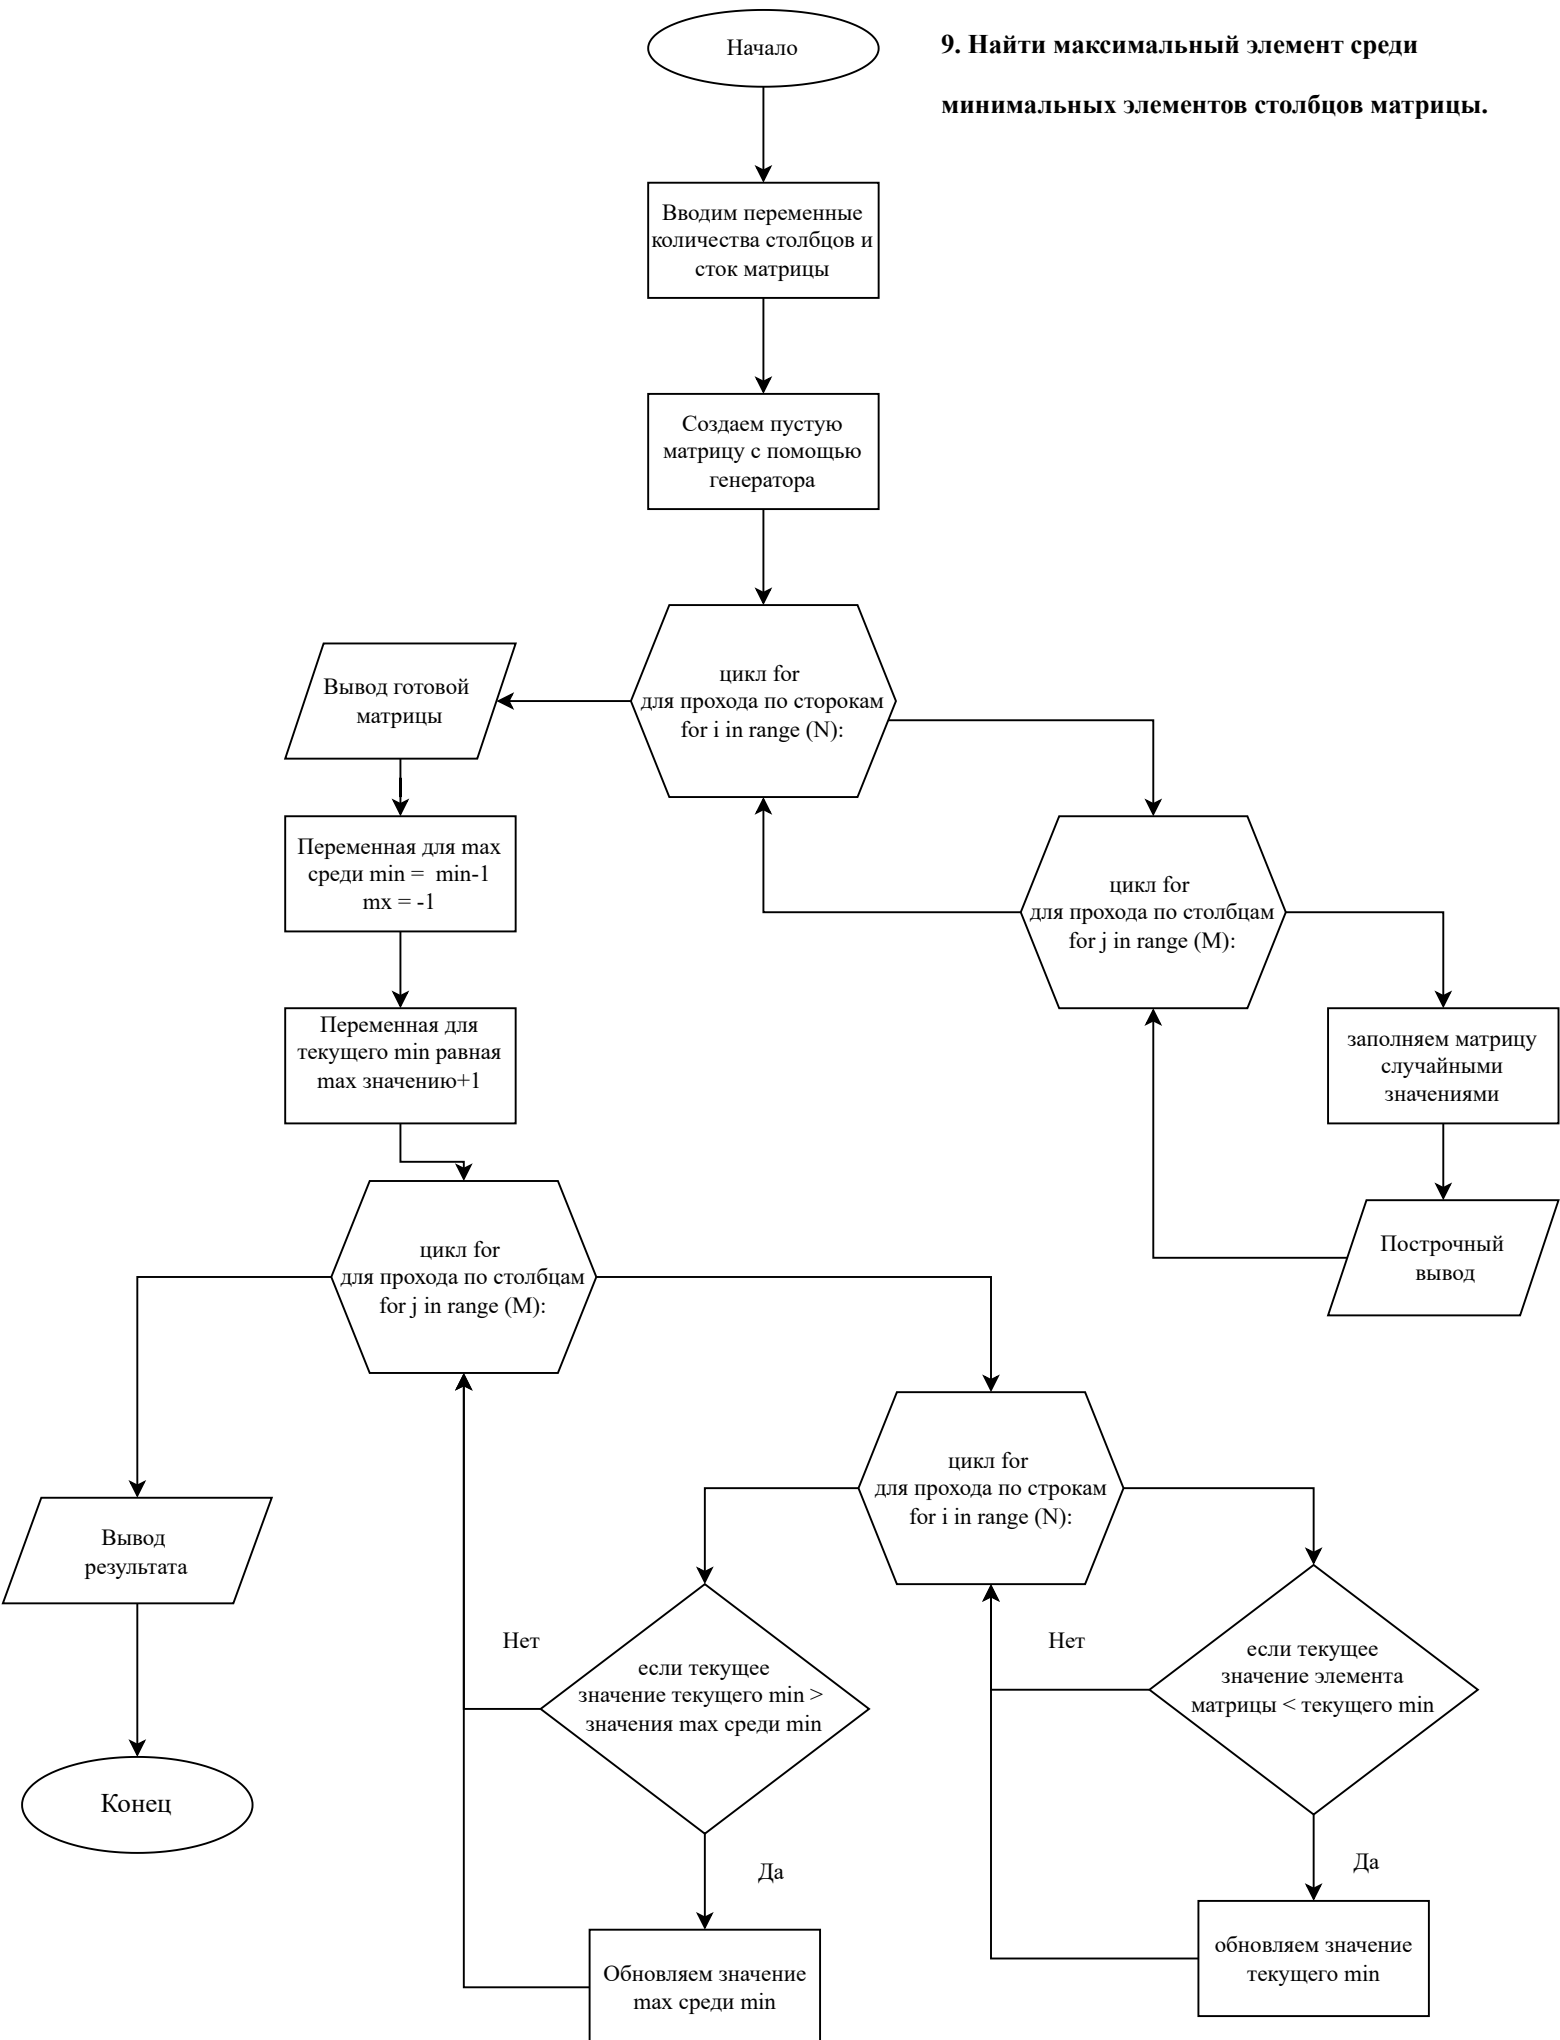 Начало
9. Найти максимальный элемент среди
минимальных элементов столбцов матрицы.
Вводим переменные
количества столбцов и
сток матрицы
Создаем пустую
матрицу с помощью
генератора
цикл for
для прохода по сторокам
for i in range (N):
Вывод готовой
матрицы
Переменная для max
среди min =  min-1
mx = -1
цикл for
для прохода по столбцам
for j in range (M):
Переменная для
текущего min равная
max значению+1
заполняем матрицу
случайными
значениями
Построчный
вывод
цикл for
для прохода по столбцам
for j in range (M):
цикл for
для прохода по строкам
for i in range (N):
Вывод
результата
Нет
если текущее
значение текущего min >
значения max среди min
Нет
если текущее
значение элемента
матрицы < текущего min
Конец
Да
Да
Обновляем значение
max среди min
обновляем значение
текущего min